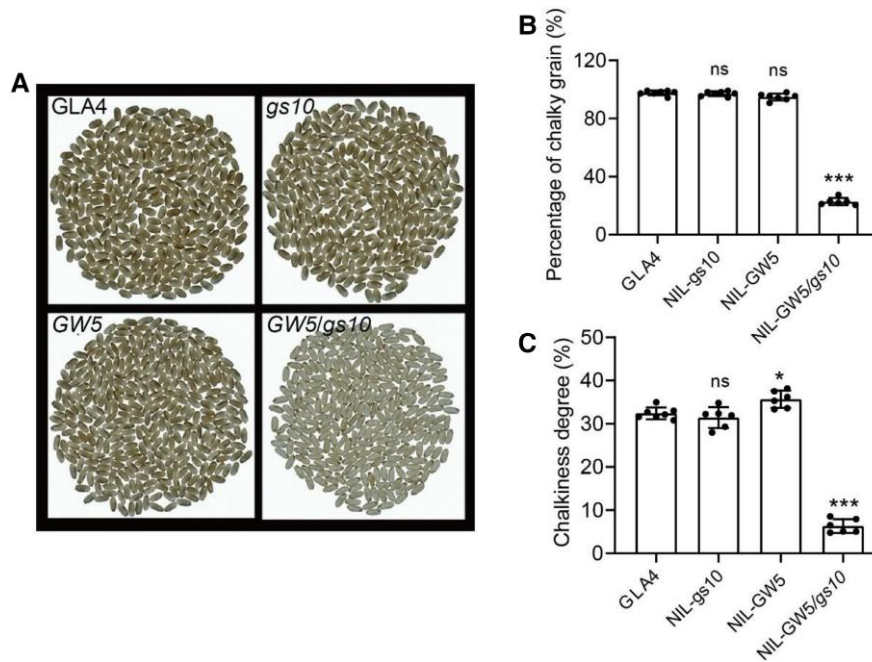 A
GLA4
gs10
GW5
GW5/gs10
B
Percentage of chalky grain (%)
120
80
40
0
ns
ns
***
GLA4
NIL-gs10
NIL-GW5
NIL-GW5/gs10
C
Chalkiness degree (%)
50
40
30
20
10
0
ns
*
***
GLA4
NIL-gs10
NIL-GW5
NIL-GW5/gs10